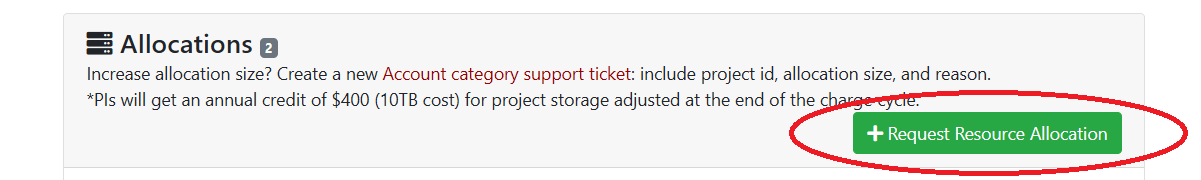 Allocations 2
Increase allocation size? Create a new Account category support ticket: include project id, allocation size, and reason.
*PIs will get an annual credit of $400 (10TB cost) for project storage adjusted at the end of the charge cycle.
+ Request Resource Allocation